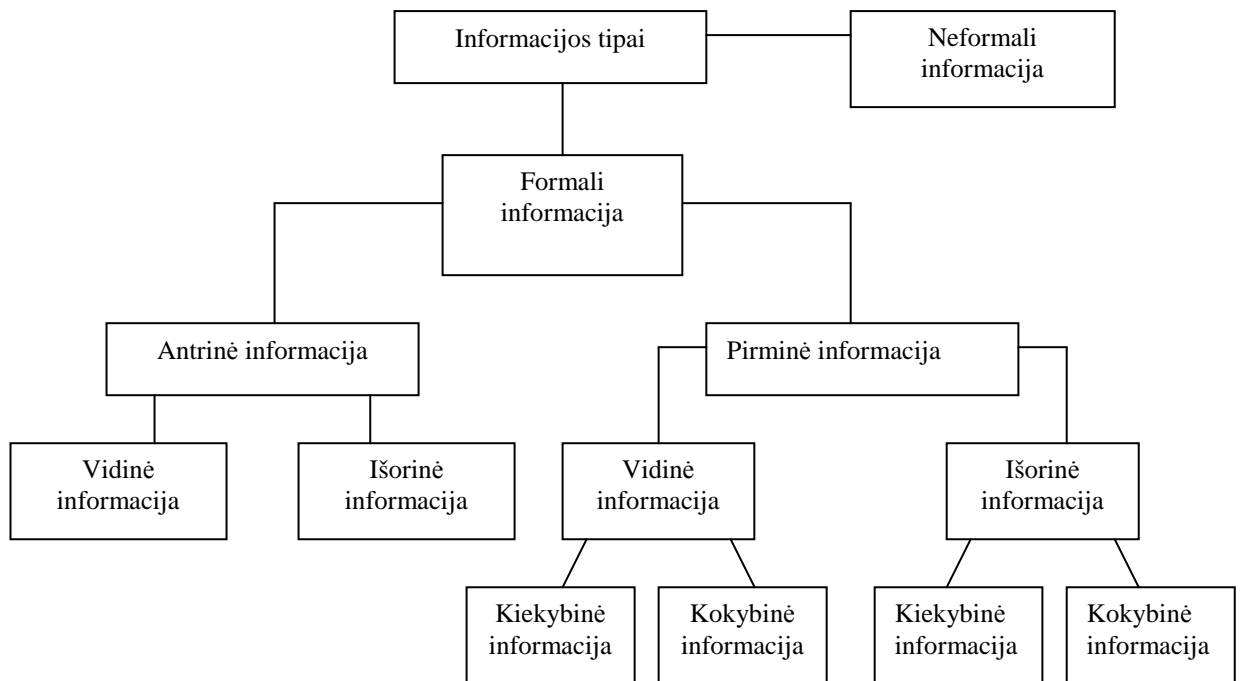 Informacijos tipai
Neformali
informacija
Formali
informacija
Antrinė informacija
Pirminė informacija
Vidinė
informacija
Išorinė
informacija
Vidinė
informacija
Išorinė
informacija
Kiekybinė
informacija
Kokybinė
informacija
Kiekybinė
informacija
Kokybinė
informacija